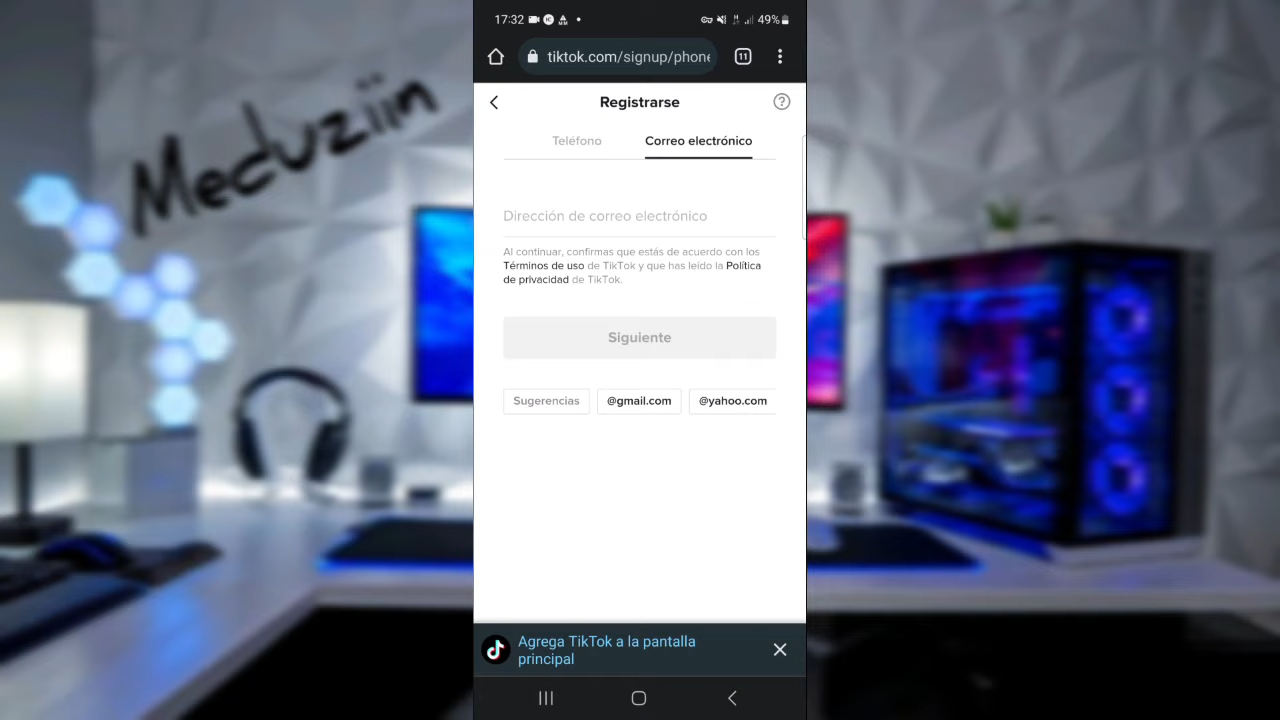 17:32
49%
tiktok.com/signup/phone
11
Meduziin
Registrarse
?
Teléfono
Correo electrónico
Dirección de correo electrónico
Al continuar, confirmas que estás de acuerdo con los
Términos de uso de TikTok y que has leído la Política
de privacidad de TikTok.
Siguiente
Sugerencias
@gmail.com
@yahoo.com
Agrega TikTok a la pantalla
principal